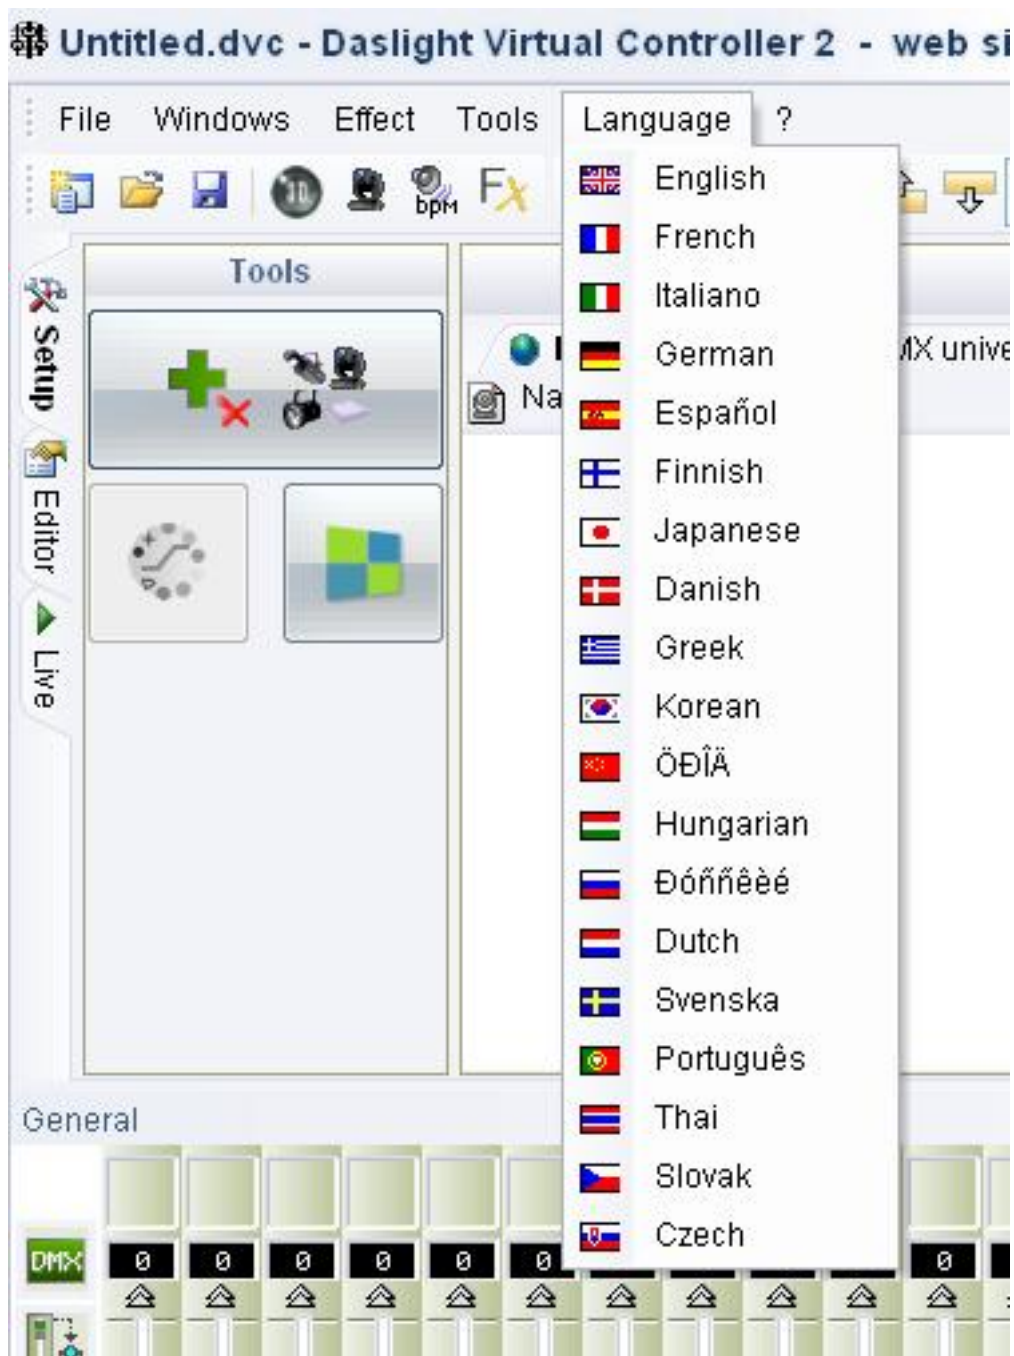 Untitled.dvc - Daslight Virtual Controller 2 - web si
File Windows Effect Tools Language ?
bpm Fx
Tools
Setup
Editor
Live
English
French
Italiano
German
Español
Finnish
Japanese
Danish
Greek
Korean
ÖÐÎÄ
Hungarian
Ðóññêèé
Dutch
Svenska
Português
Thai
Slovak
Czech
MX unive
Na
General
DMX 0 0 0 0 0 0 0